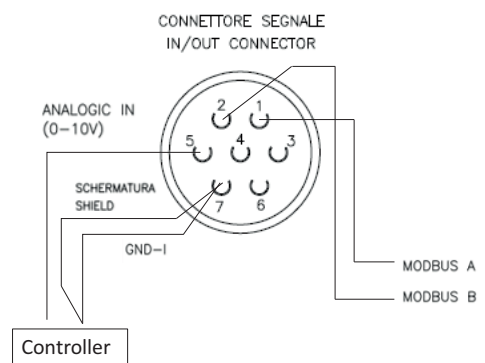 CONNETTORE SEGNALE
IN/OUT CONNECTOR
ANALOGIC IN
(0-10V)
2
1
5
4
3
SCHERMATURA
SHIELD
7
6
GND-I
MODBUS A
MODBUS B
Controller